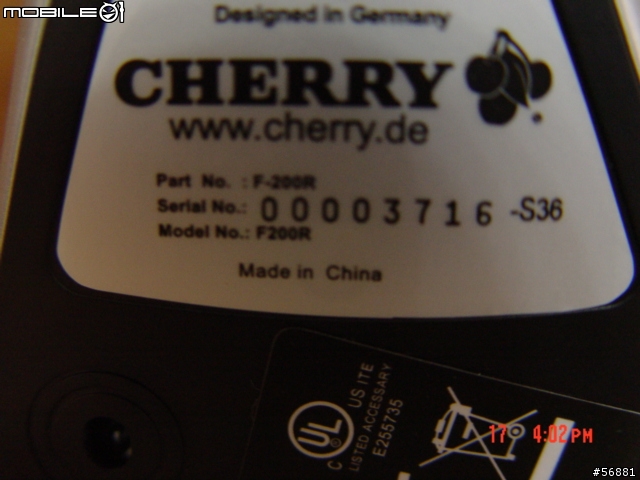 MOBILE01
Designed in Germany
CHERRY
www.cherry.de
Part No. : F-200R
Serial No.: 00003716 -S36
Model No.: F200R
Made in China
C UL US ITE
LISTED ACCESSARY
E255735
17 4:02PM
#56881